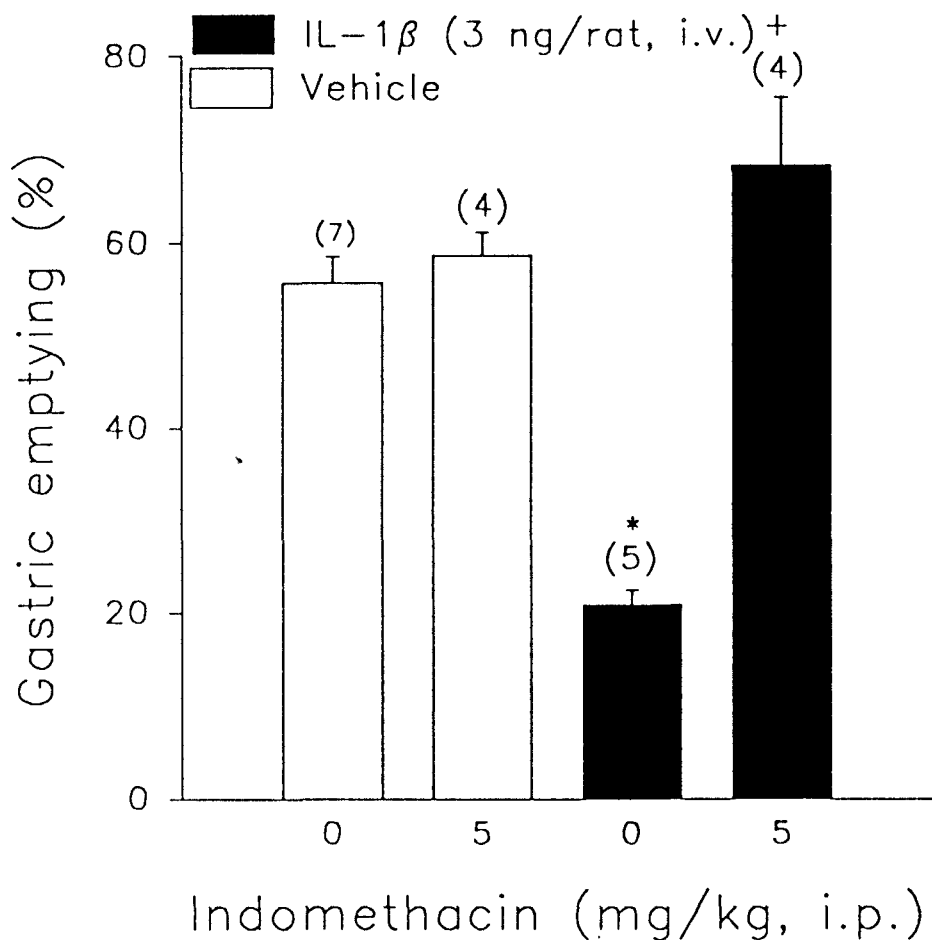 IL-1β (3 ng/rat, i.v.) +
Vehicle
(4)
80
(7)
(4)
60
40
*
(5)
20
0
0 5 0 5
Gastric emptying (%)
Indomethacin (mg/kg, i.p.)